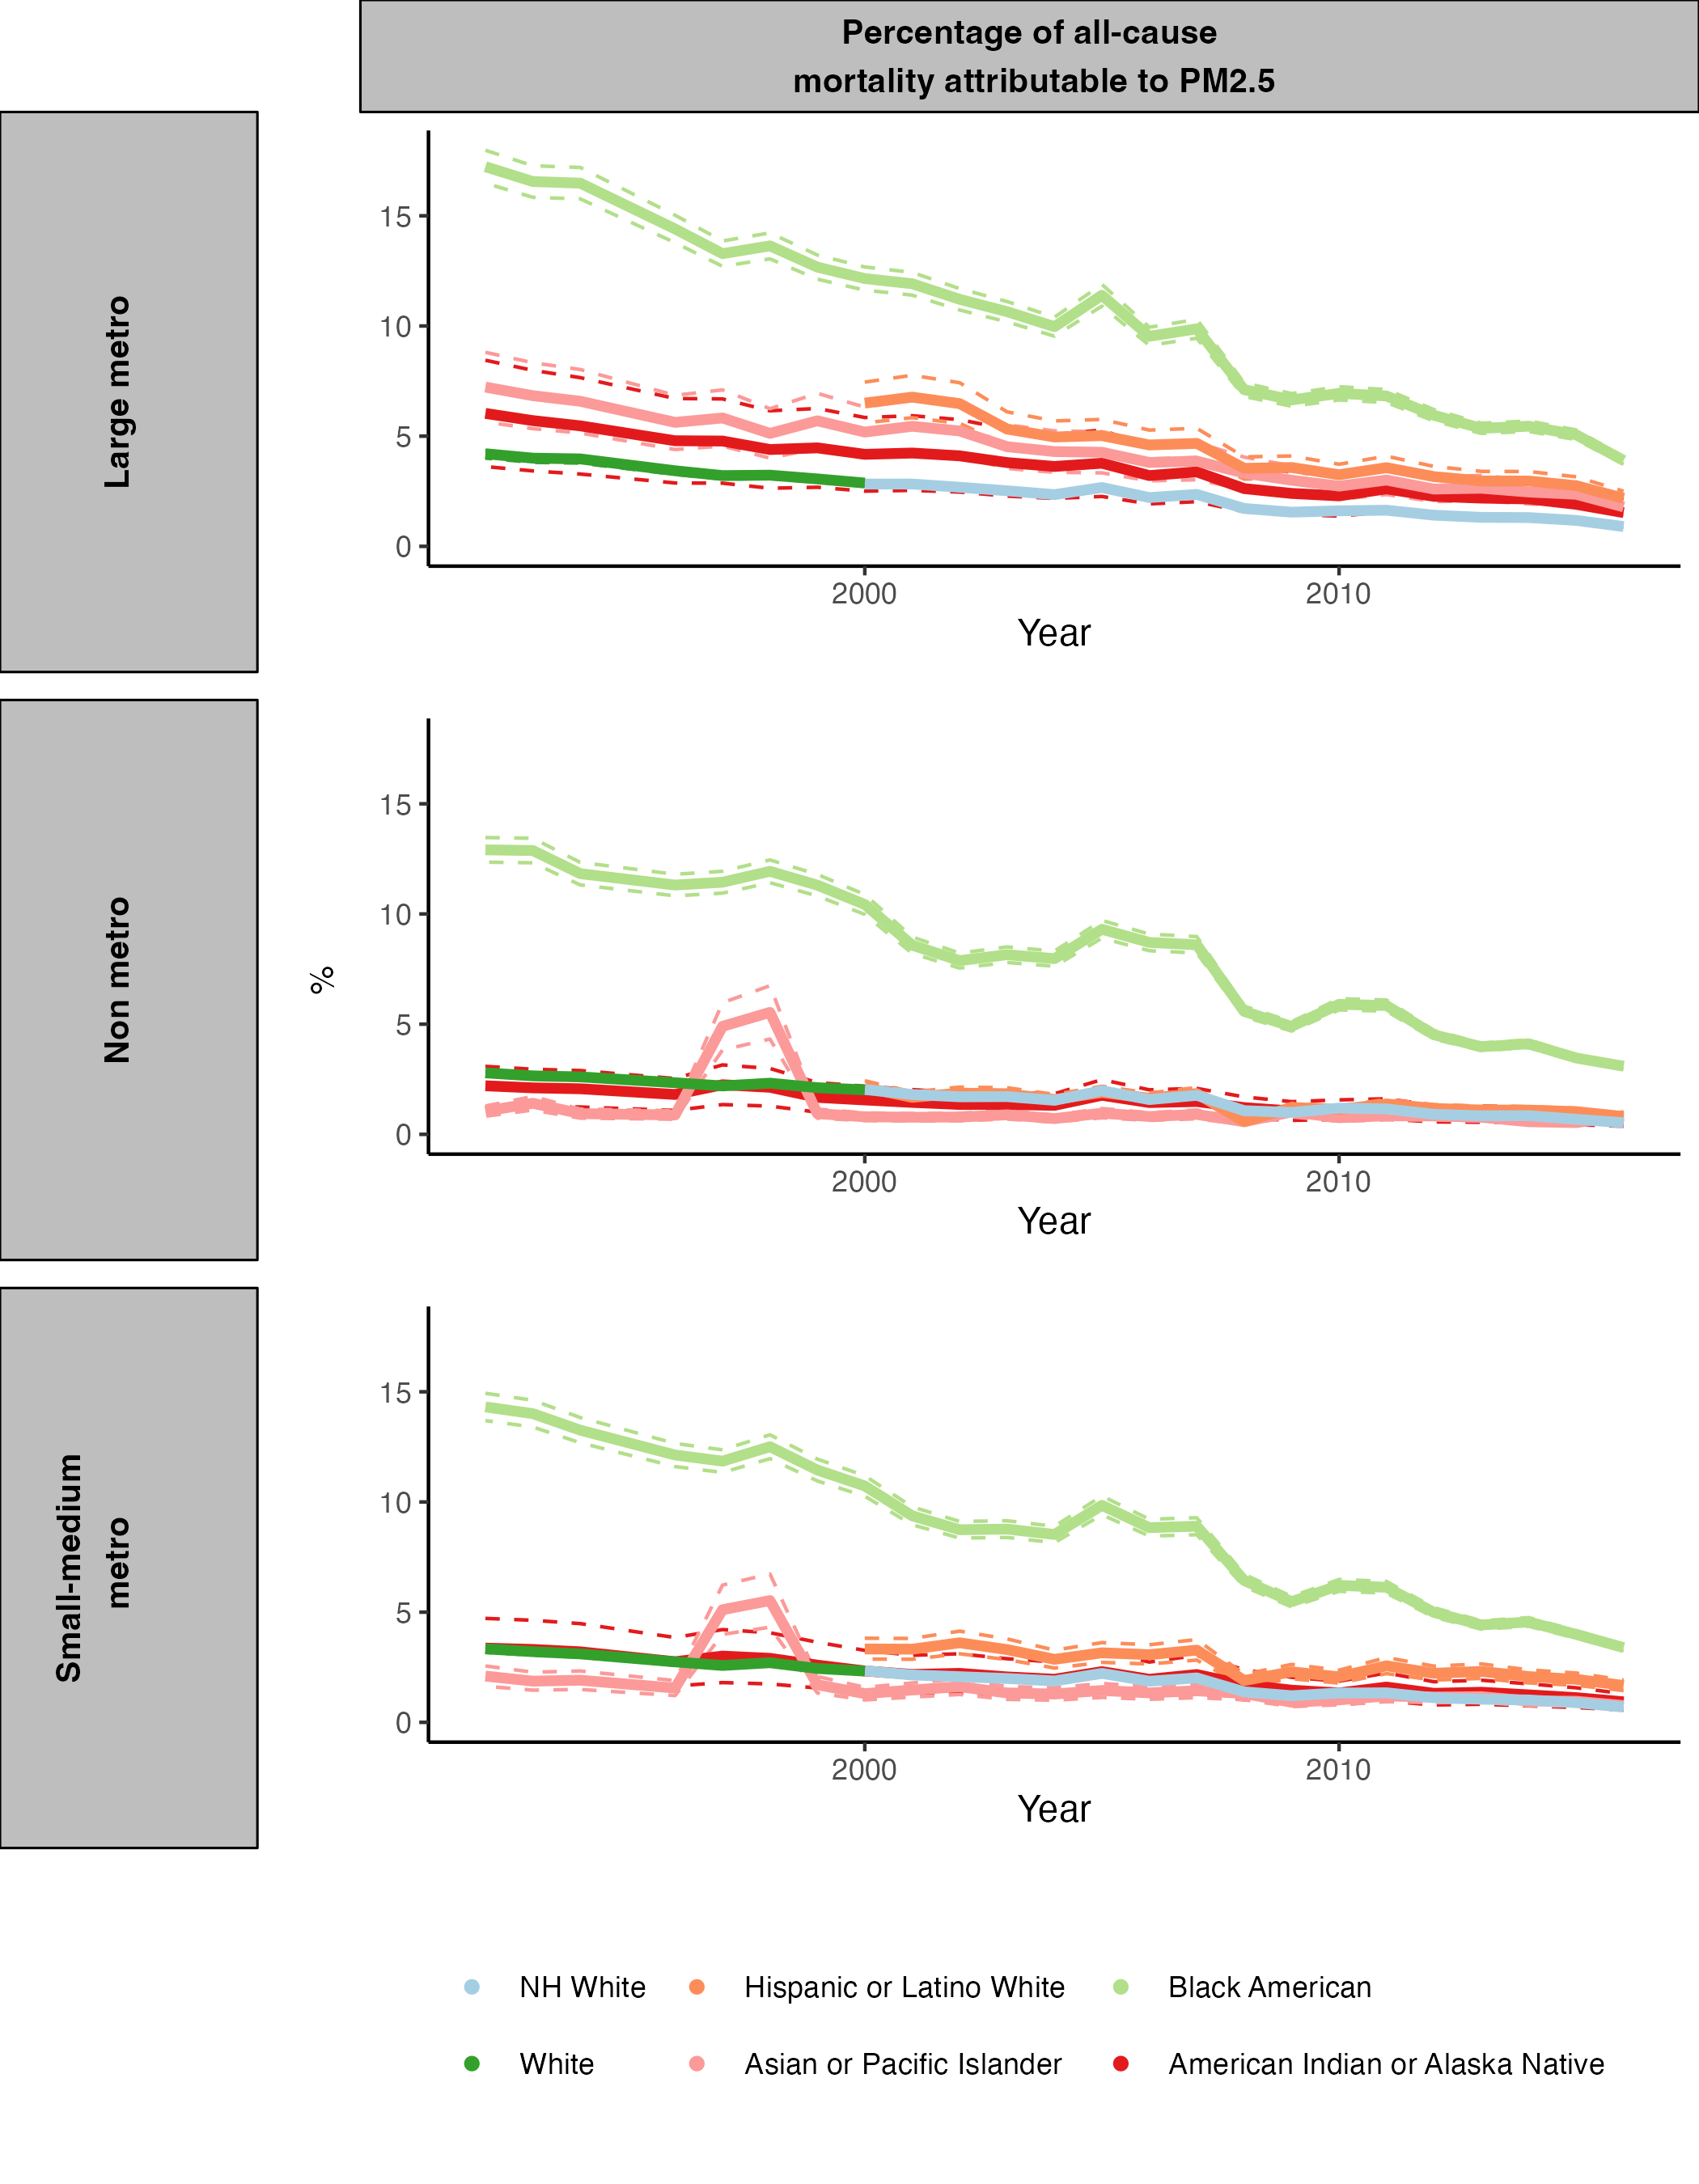 Percentage of all-cause
mortality attributable to PM2.5
Large metro
15
10
5
0
2000
2010
Year
Non metro
%
15
10
5
0
2000
2010
Year
Small-medium
metro
15
10
5
0
2000
2010
Year
NH White
Hispanic or Latino White
Black American
White
Asian or Pacific Islander
American Indian or Alaska Native